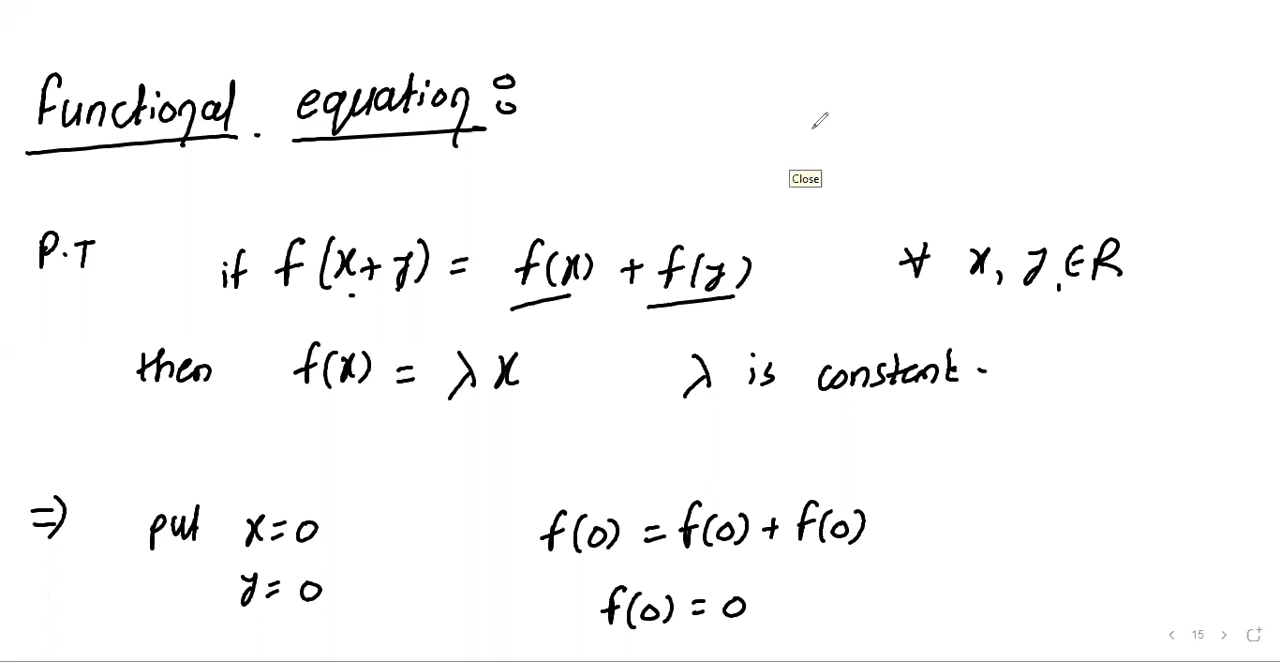 Functional equation :
Close
P.T if f(x+y) = f(x) + f(y) ∀ x, y ∈ R
then f(x) = λx λ is constant.
=> put x=0 f(0) = f(0) + f(0)
y=0 f(0) = 0
< 15 >